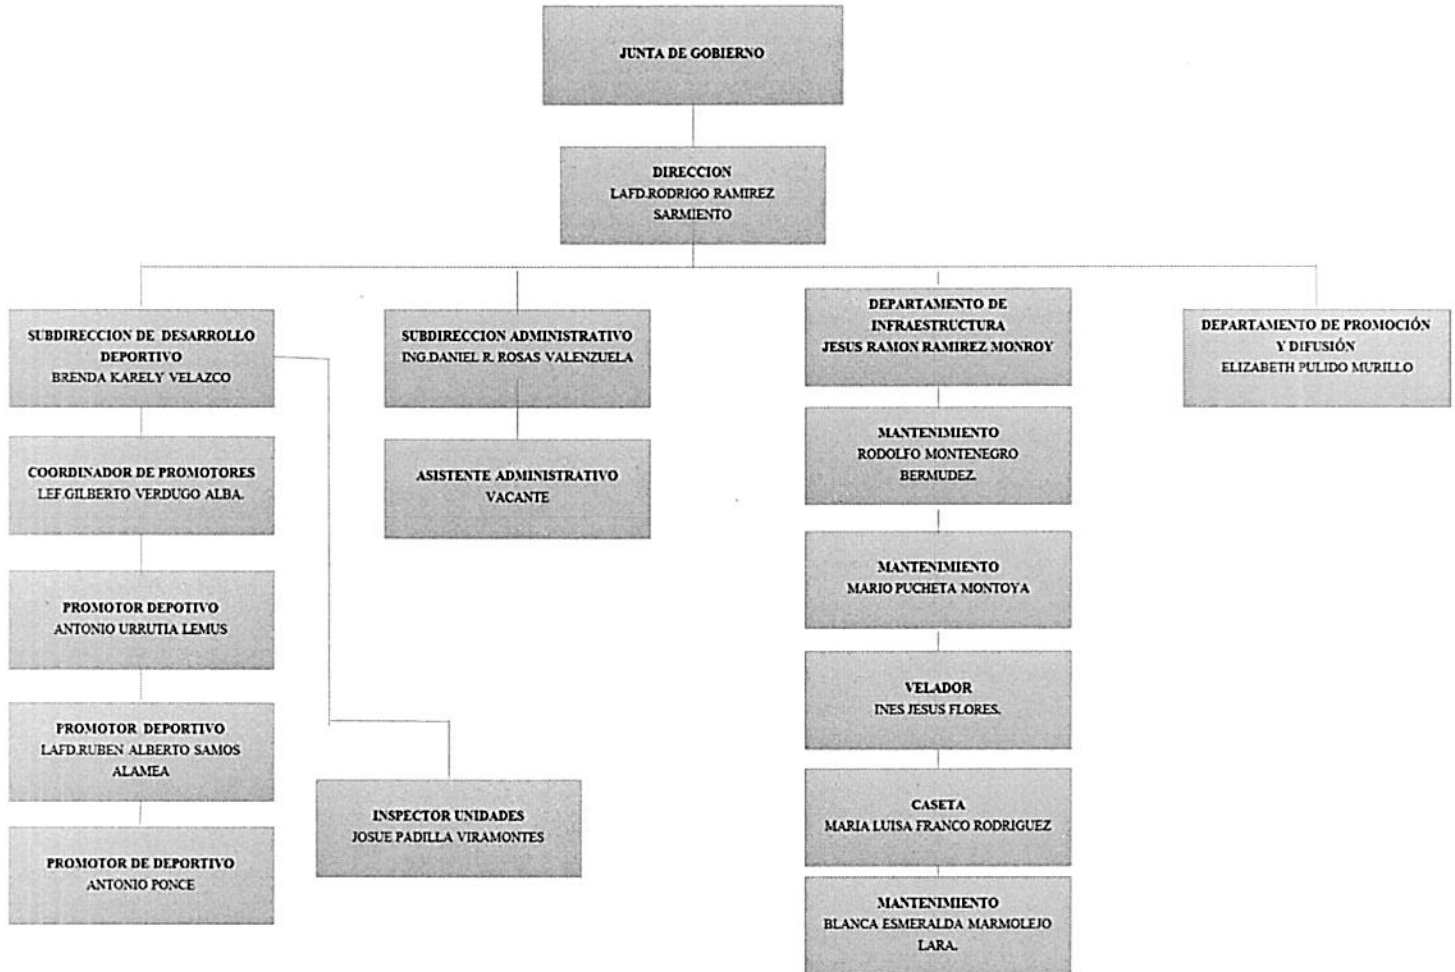 JUNTA DE GOBIERNO
DIRECCION
LAFD.RODRIGO RAMIREZ
SARMIENTO
SUBDIRECCION DE DESARROLLO
DEPORTIVO
BRENDA KARELY VELAZCO
COORDINADOR DE PROMOTORES
LEF.GILBERTO VERDUGO ALBA.
PROMOTOR DEPOTIVO
ANTONIO URRUTIA LEMUS
PROMOTOR DEPORTIVO
LAFD.RUBEN ALBERTO SAMOS
ALAMEA
PROMOTOR DE DEPORTIVO
ANTONIO PONCE
INSPECTOR UNIDADES
JOSUE PADILLA VIRAMONTES
SUBDIRECCION ADMINISTRATIVO
ING.DANIEL R. ROSAS VALENZUELA
ASISTENTE ADMINISTRATIVO
VACANTE
DEPARTAMENTO DE
INFRAESTRUCTURA
JESUS RAMON RAMIREZ MONROY
MANTENIMIENTO
RODOLFO MONTENEGRO
BERMUDEZ.
MANTENIMIENTO
MARIO PUCHETA MONTOYA
VELADOR
INES JESUS FLORES.
CASETA
MARIA LUISA FRANCO RODRIGUEZ
MANTENIMIENTO
BLANCA ESMERALDA MARMOLEJO
LARA.
DEPARTAMENTO DE PROMOCIÓN
Y DIFUSIÓN
ELIZABETH PULIDO MURILLO